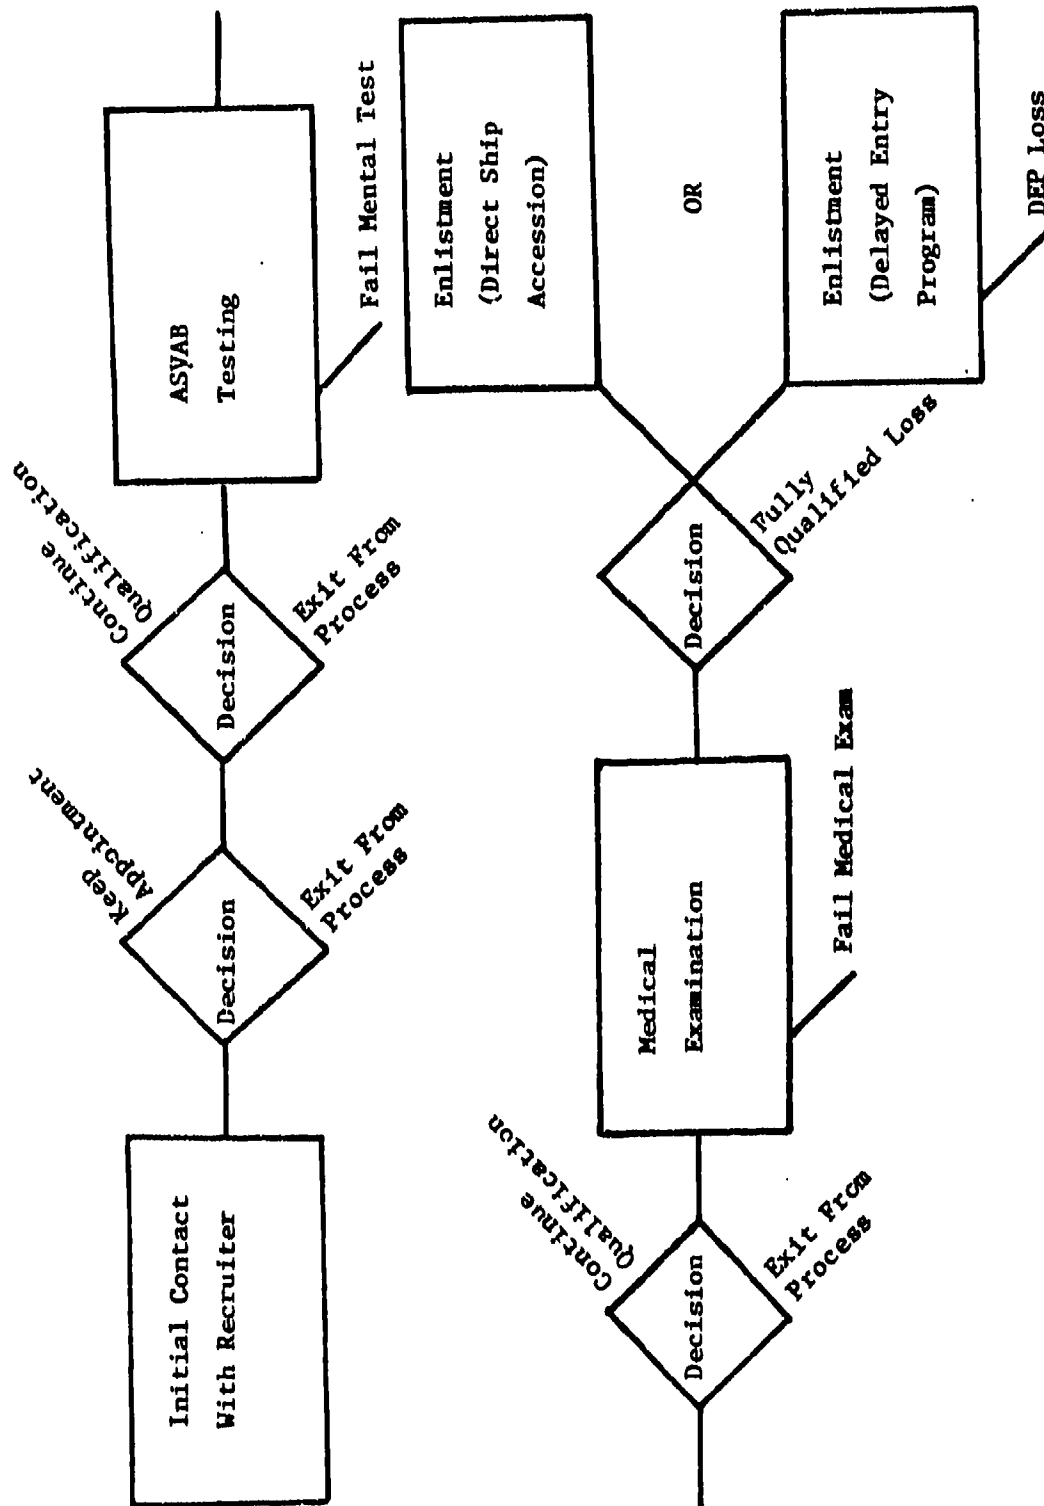 Initial Contact
With Recruiter
Decision
Keep
Appointment
Exit From
Process
Decision
Continue
Qualification
Exit From
Process
ASVAB
Testing
Fail Mental Test
Decision
Continue
Qualification
Exit From
Process
Medical
Examination
Fail Medical Exam
Decision
Fully
Qualified Loss
Enlistment
(Direct Ship
Accession)
OR
Enlistment
(Delayed Entry
Program)
DEP Loss